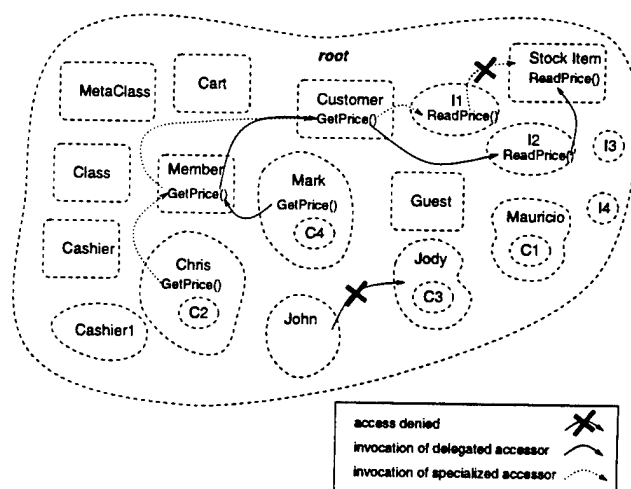 root
Stock Item
ReadPrice()
MetaClass
Cart
Customer
GetPrice()
I1
ReadPrice()
I2
ReadPrice()
I3
Class
Member
GetPrice()
Mark
GetPrice()
C4
Guest
I4
Mauricio
C1
Cashier
Chris
GetPrice()
C2
Jody
C3
Cashier1
John
access denied
invocation of delegated accessor
invocation of specialized accessor